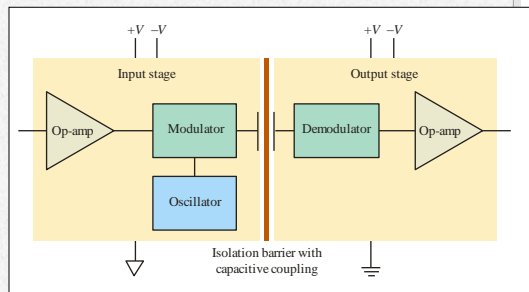 +V –V
+V –V
Input stage
Output stage
Op-amp
Modulator
Demodulator
Op-amp
Oscillator
Isolation barrier with
capacitive coupling